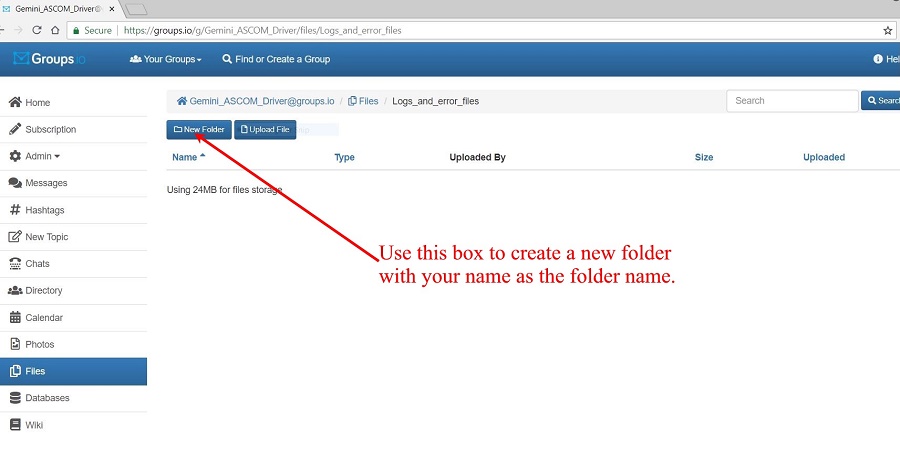 Gemini_ASCOM_Driver@
Secure https://groups.io/g/Gemini_ASCOM_Driver/files/Logs_and_error_files
Groups.io Your Groups Find or Create a Group
Home
Gemini_ASCOM_Driver@groups.io / Files / Logs_and_error_files Search
Subscription
New Folder Upload File
Admin
Name Type Uploaded By Size Uploaded
Messages
Using 24MB for files storage
Hashtags
New Topic
Use this box to create a new folder
with your name as the folder name.
Chats
Directory
Calendar
Photos
Files
Databases
Wiki